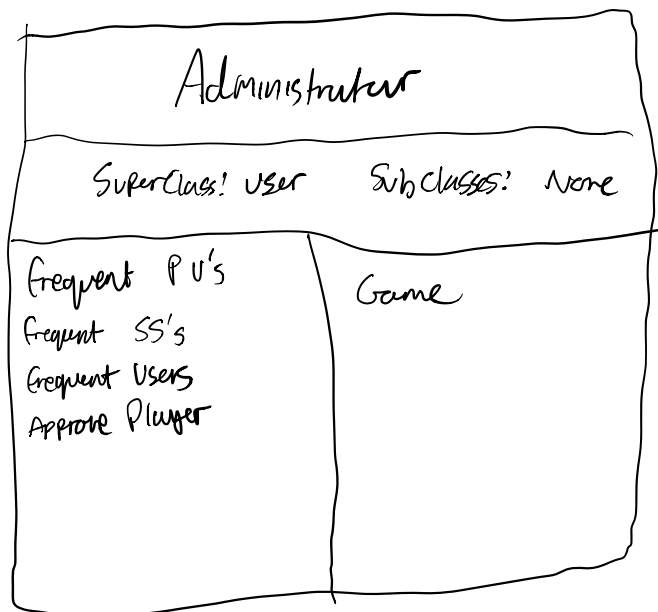 Administrator
SuperClass: User Subclasses: None
frequent PU's
frequent SS's
frequent Users
Approve Player
Game